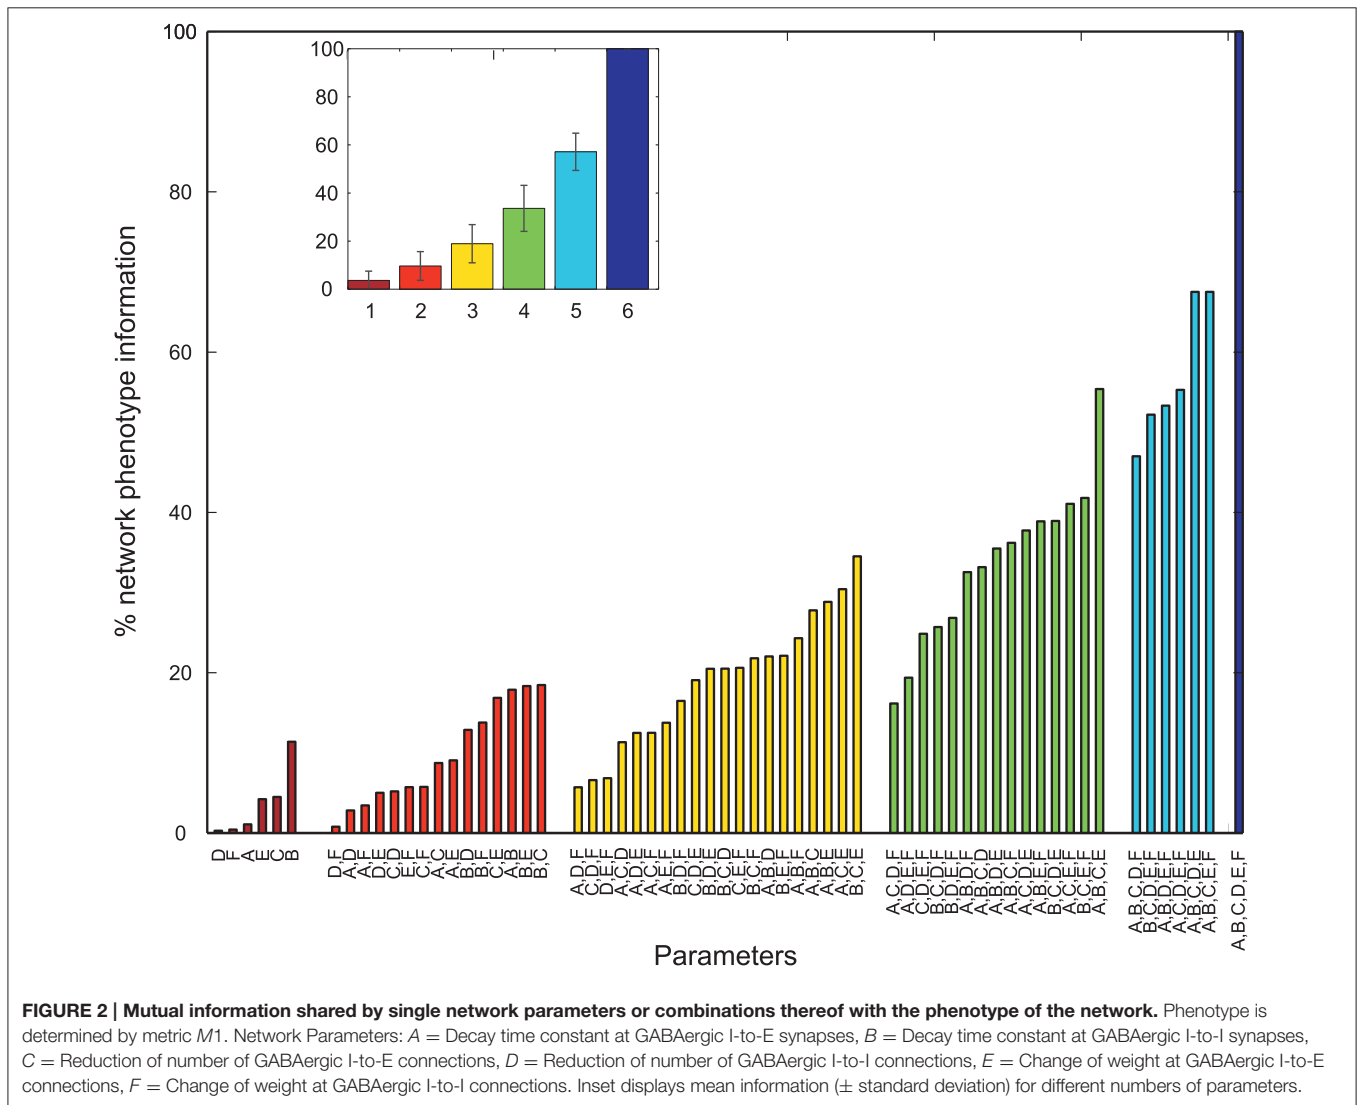 100
80
60
40
20
0
% network phenotype information
100
80
60
40
20
0
1 2 3 4 5 6
D F A E C B
D,F A,D A,F D,E C,D E,F C,F A,C A,E B,D B,F C,E A,B B,E B,C
A,D,F C,D,F D,E,F A,C,D A,D,E A,C,F A,E,F B,D,F C,D,E B,D,E B,C,D C,E,F B,C,F A,B,D B,E,F A,B,F A,B,C A,B,E A,C,E B,C,E
A,C,D,F A,D,E,F C,D,E,F B,C,D,F B,D,E,F A,B,D,F A,B,C,D A,B,D,E A,B,C,F A,C,D,E A,B,E,F B,C,D,E A,C,E,F B,C,E,F A,B,C,E
A,B,C,D,F B,C,D,E,F A,B,D,E,F A,C,D,E,F A,B,C,D,E A,B,C,E,F
A,B,C,D,E,F
Parameters
FIGURE 2 | Mutual information shared by single network parameters or combinations thereof with the phenotype of the network. Phenotype is
determined by metric M1. Network Parameters: A = Decay time constant at GABAergic I-to-E synapses, B = Decay time constant at GABAergic I-to-I synapses,
C = Reduction of number of GABAergic I-to-E connections, D = Reduction of number of GABAergic I-to-I connections, E = Change of weight at GABAergic I-to-E
connections, F = Change of weight at GABAergic I-to-I connections. Inset displays mean information (± standard deviation) for different numbers of parameters.